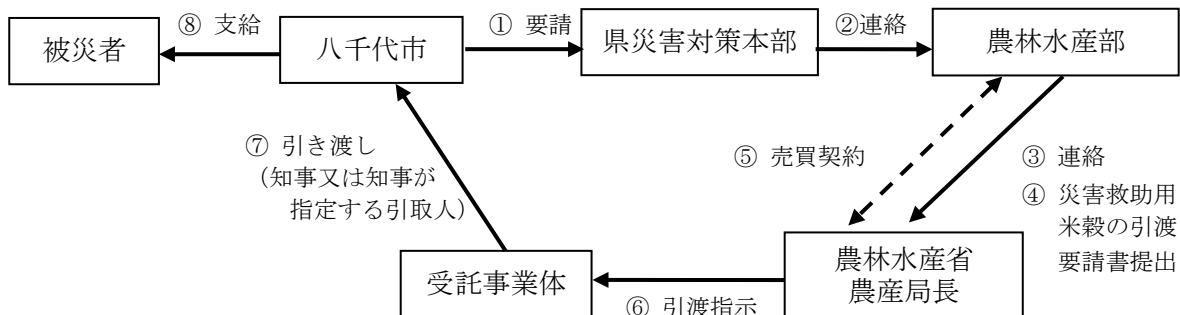 ⑧ 支給
① 要請
②連絡
被災者
八千代市
県災害対策本部
農林水産部
⑦ 引き渡し
（知事又は知事が
指定する引取人）
⑤ 売買契約
③ 連絡
④ 災害救助用
米穀の引渡
要請書提出
受託事業体
農林水産省
農産局長
⑥ 引渡指示